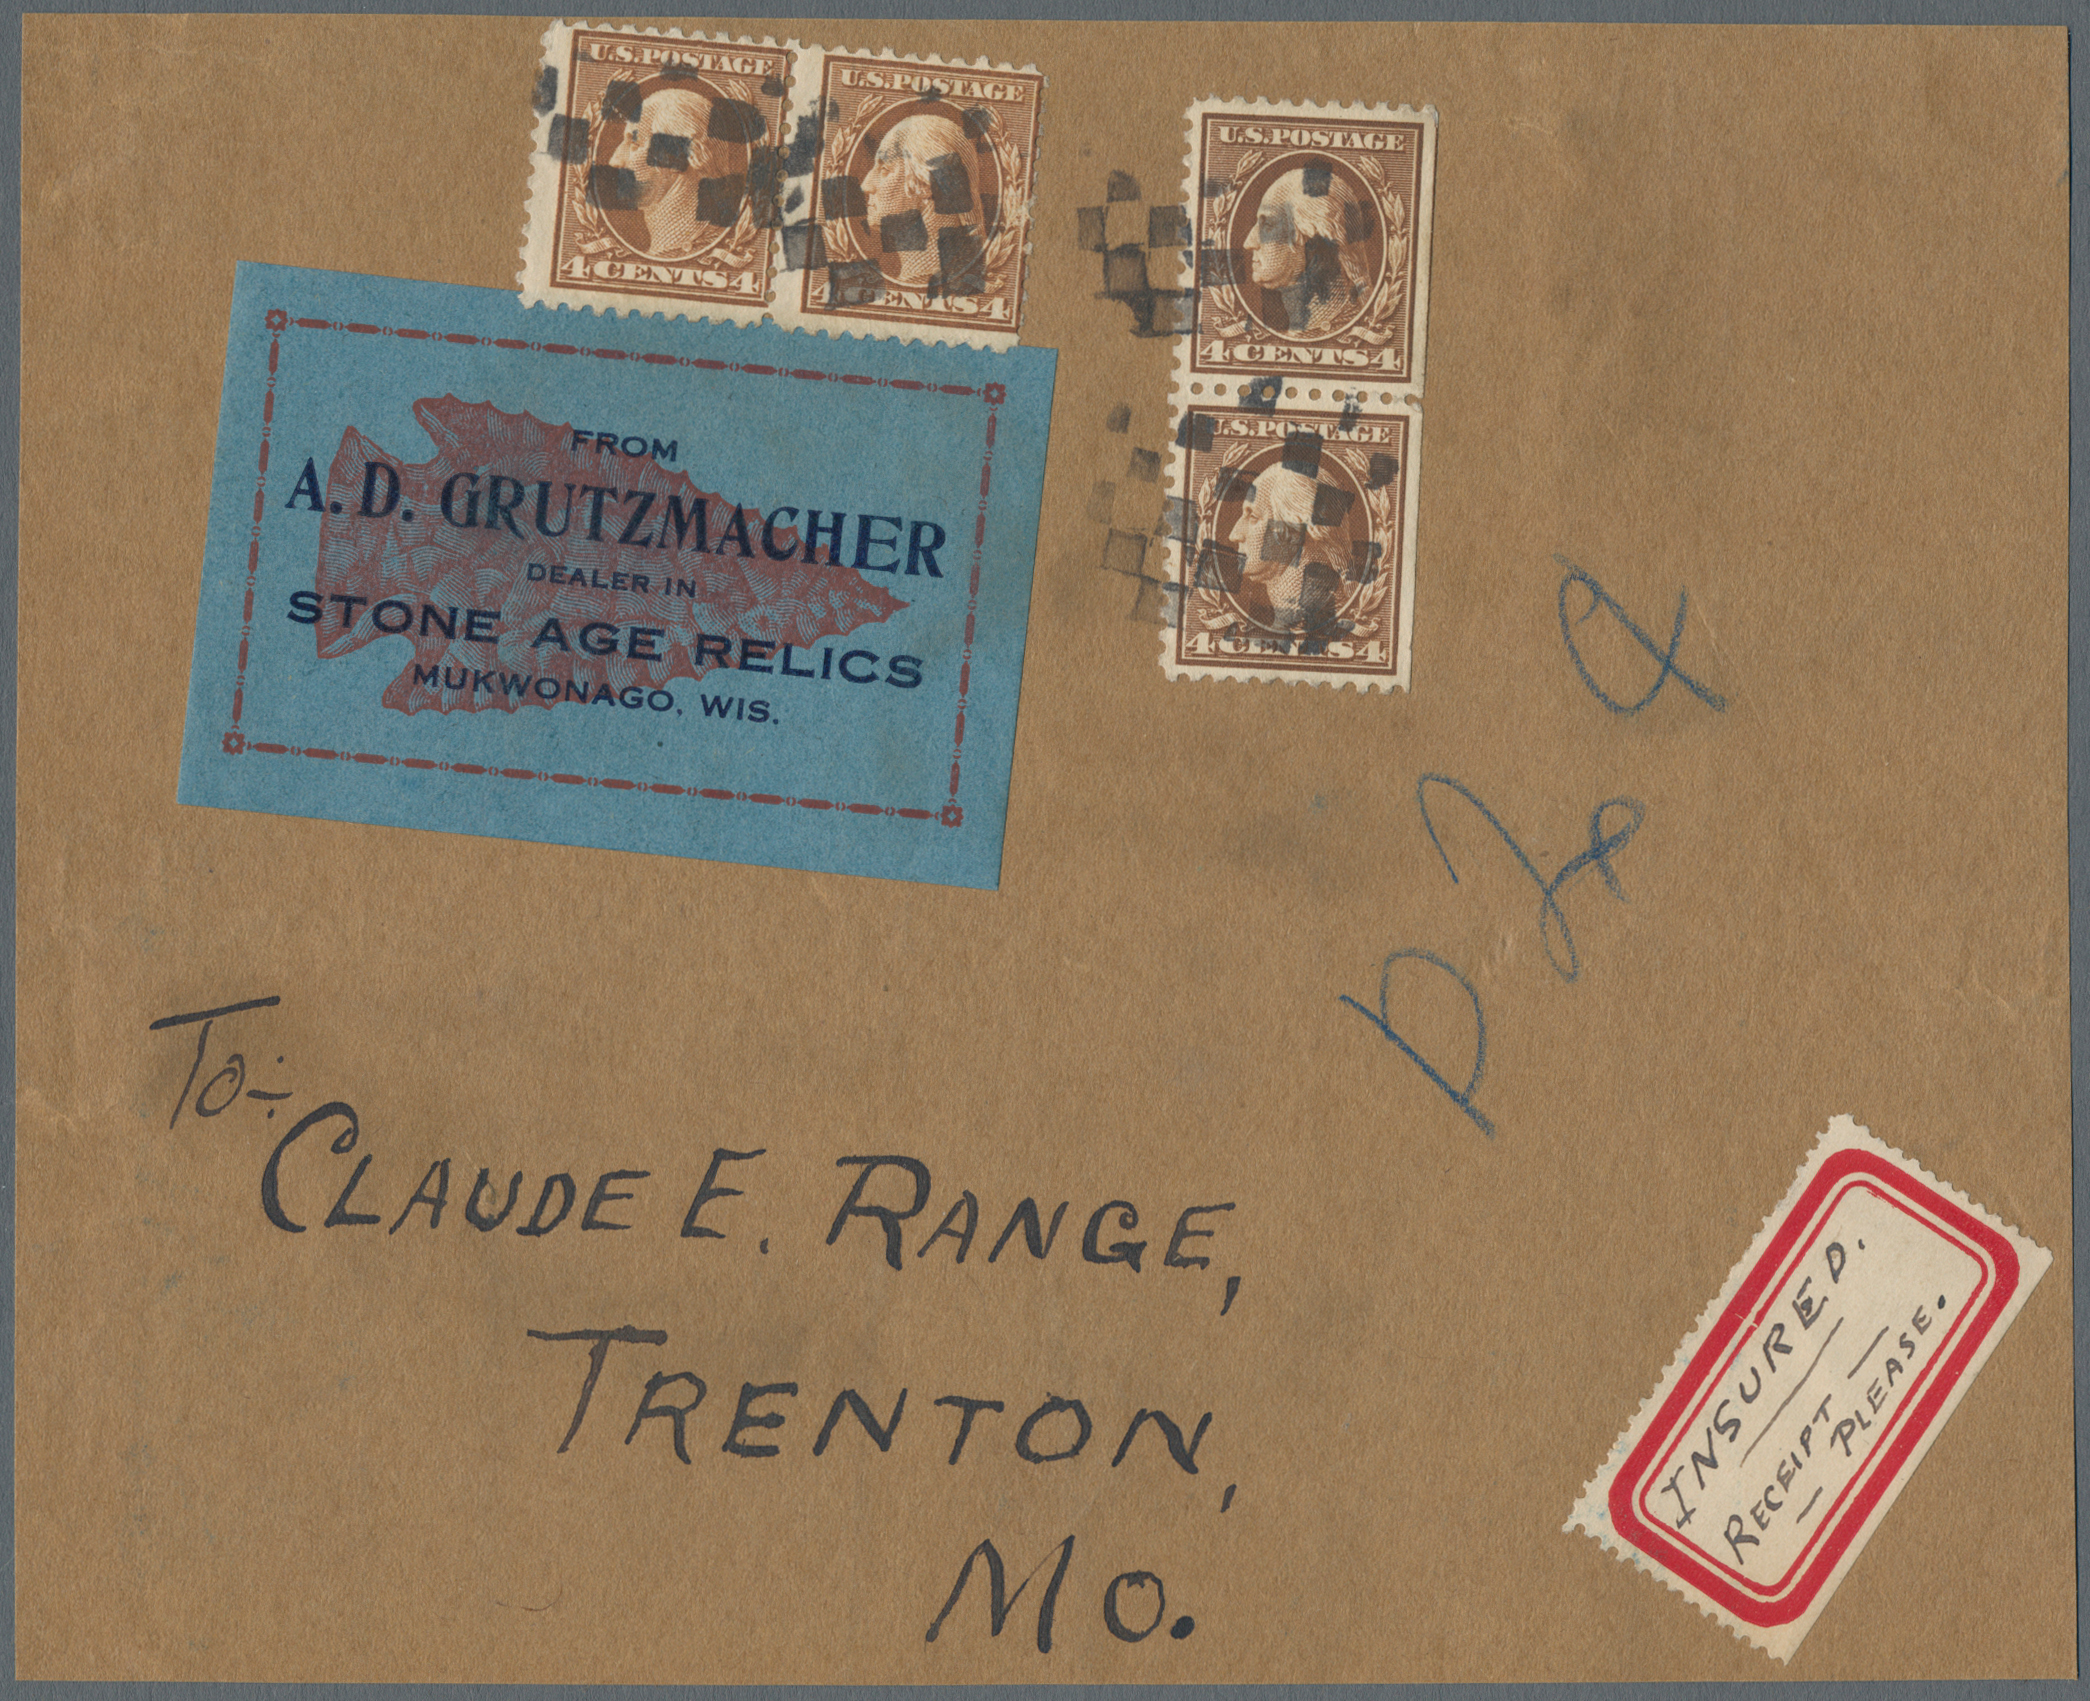 U.S. POSTAGE
4 CENTS 4
U.S. POSTAGE
4 CENTS 4
U.S. POSTAGE
4 CENTS 4
U.S. POSTAGE
4 CENTS 4
FROM
A. D. GRUTZMACHER
DEALER IN
STONE AGE RELICS
MUKWONAGO, WIS.
To:-
CLAUDE E. RANGE,
TRENTON,
MO.
INSURED.
RECEIPT
PLEASE.